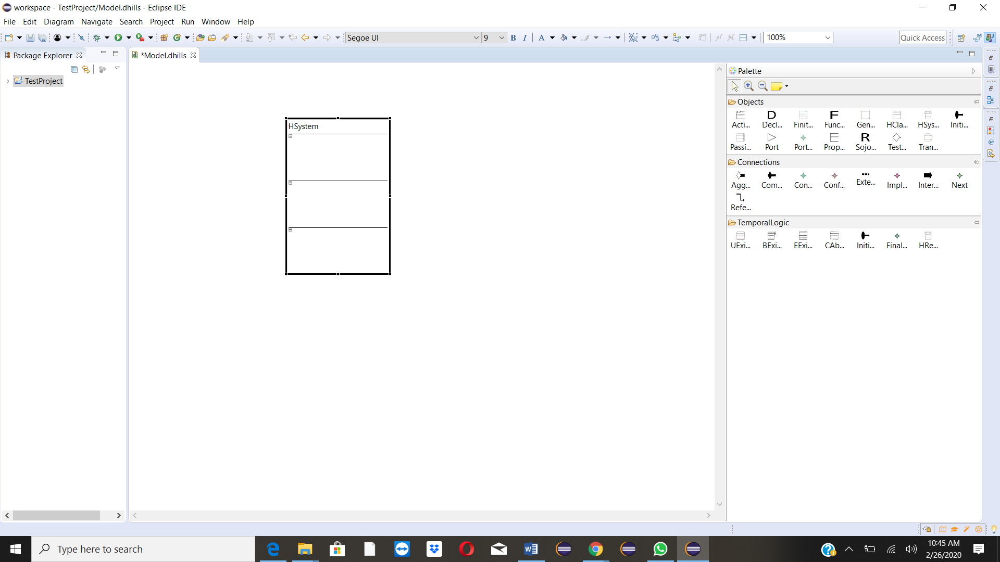 workspace - TestProject/Model.dhills - Eclipse IDE
File Edit Diagram Navigate Search Project Run Window Help
Segoe UI 9 B I A 100% Quick Access
Package Explorer
*Model.dhills
TestProject
HSystem
Palette
Objects
Acti... Decl... Finit... Func... Gen... HCla... HSys... Initi...
Passi... Port Port... Prop... Sojo... Test... Tran...
Connections
Agg... Com... Con... Conf... Exte... Impl... Inter... Next
Refe...
TemporalLogic
UExi... BExi... EExi... CAb... Initi... Final... HRe...
Type here to search
10:45 AM
2/26/2020